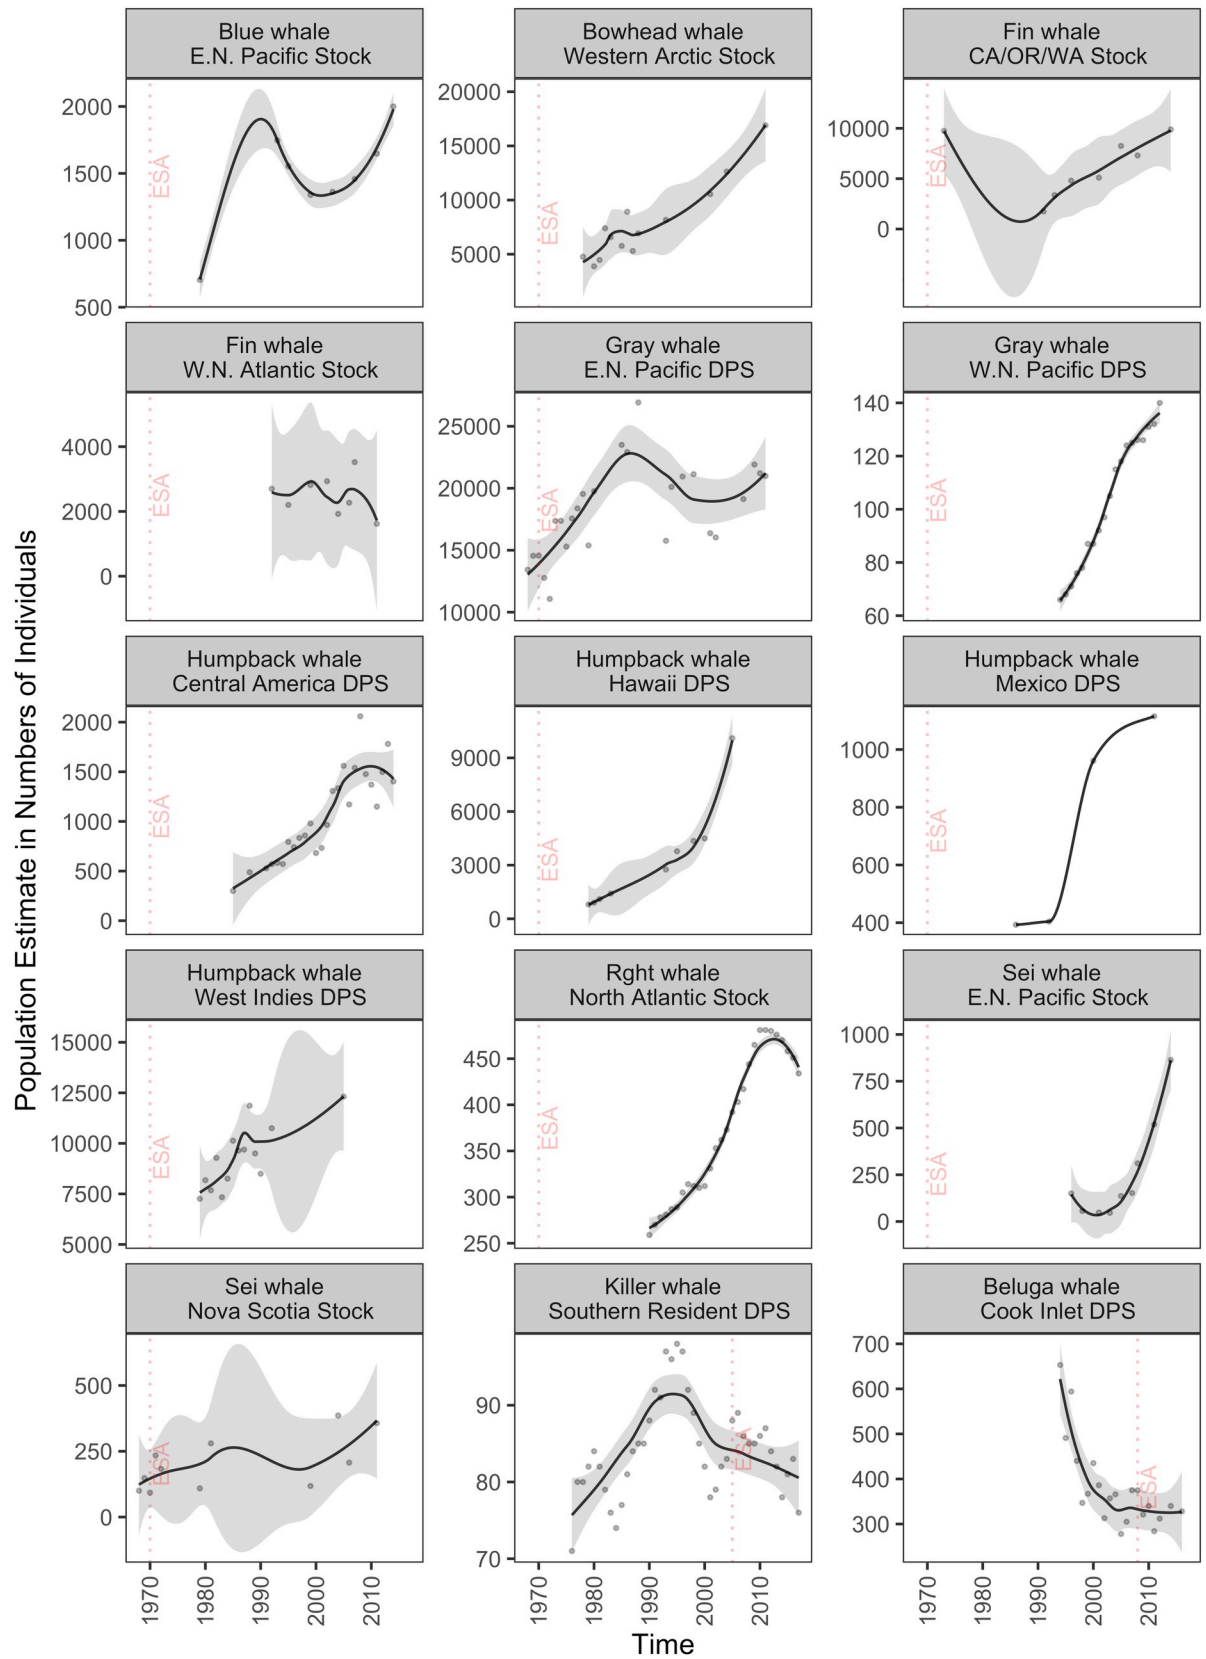 Population Estimate in Numbers of Individuals
Blue whale
E.N. Pacific Stock
2000
1500
1000
500
ESA
Bowhead whale
Western Arctic Stock
20000
15000
10000
5000
ESA
Fin whale
CA/OR/WA Stock
10000
5000
0
ESA
Fin whale
W.N. Atlantic Stock
4000
2000
0
ESA
Gray whale
E.N. Pacific DPS
25000
20000
15000
10000
ESA
Gray whale
W.N. Pacific DPS
140
120
100
80
60
ESA
Humpback whale
Central America DPS
2000
1500
1000
500
0
ESA
Humpback whale
Hawaii DPS
9000
6000
3000
0
ESA
Humpback whale
Mexico DPS
1000
800
600
400
ESA
Humpback whale
West Indies DPS
15000
12500
10000
7500
5000
ESA
Rght whale
North Atlantic Stock
450
400
350
300
250
ESA
Sei whale
E.N. Pacific Stock
1000
750
500
250
0
ESA
Sei whale
Nova Scotia Stock
500
250
0
ESA
1970
1980
1990
2000
2010
Killer whale
Southern Resident DPS
90
80
70
ESA
1970
1980
1990
2000
2010
Beluga whale
Cook Inlet DPS
700
600
500
400
300
ESA
1970
1980
1990
2000
2010
Time